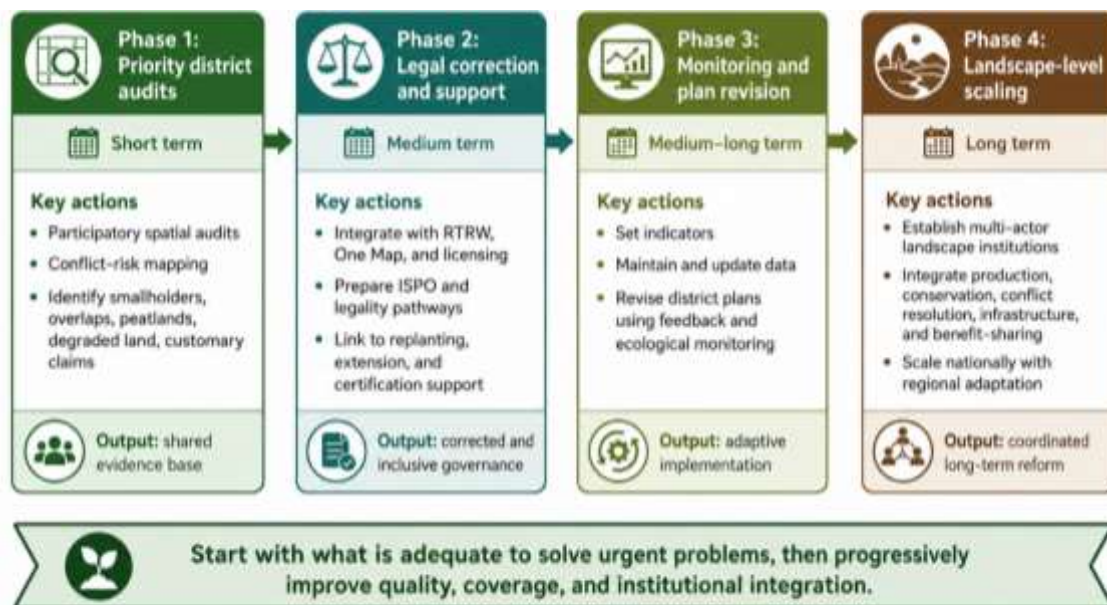 Phase 1:
Priority district
audits
Short term
Key actions
• Participatory spatial audits
• Conflict-risk mapping
• Identify smallholders,
overlaps, peatlands,
degraded land, customary
claims
Output: shared
evidence base
Phase 2:
Legal correction
and support
Medium term
Key actions
• Integrate with RTRW,
One Map, and licensing
• Prepare ISPO and
legality pathways
• Link to replanting,
extension, and
certification support
Output: corrected and
inclusive governance
Phase 3:
Monitoring and
plan revision
Medium-long term
Key actions
• Set indicators
• Maintain and update data
• Revise district plans
using feedback and
ecological monitoring
Output: adaptive
implementation
Phase 4:
Landscape-level
scaling
Long term
Key actions
• Establish multi-actor
landscape institutions
• Integrate production,
conservation, conflict
resolution, infrastructure,
and benefit-sharing
• Scale nationally with
regional adaptation
Output: coordinated
long-term reform
Start with what is adequate to solve urgent problems, then progressively
improve quality, coverage, and institutional integration.